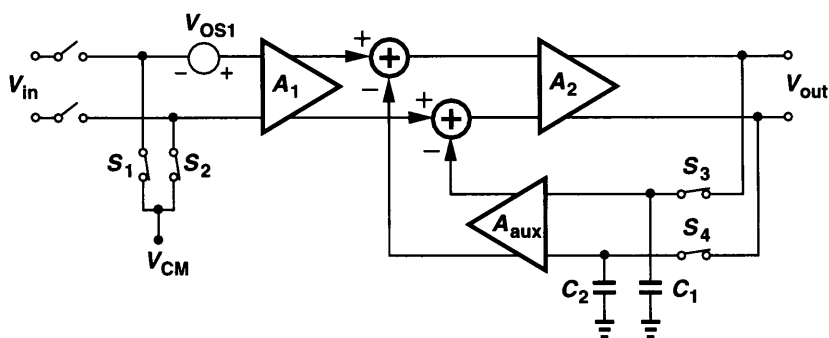 V_OS1
− +
V_in
A_1
+
+
−
A_2
V_out
+
+
−
S_1
S_2
S_3
A_aux
S_4
V_CM
C_2
C_1